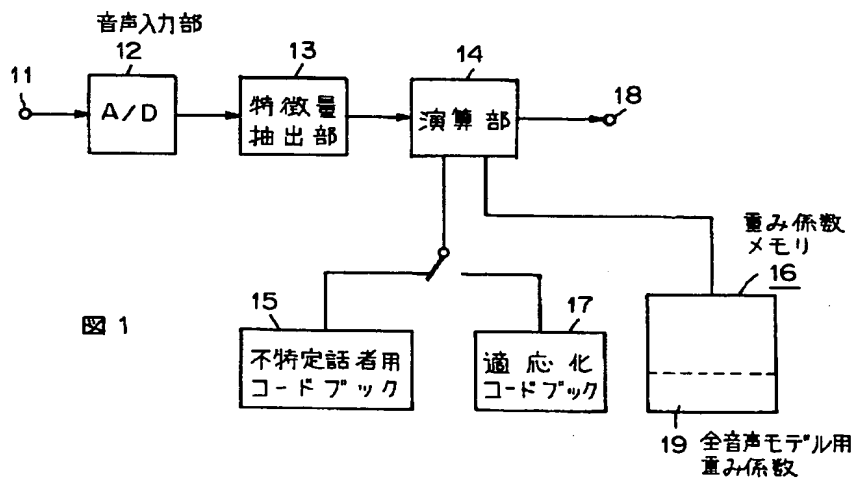 音声入力部
11
12
A/D
13
特徴量
抽出部
14
演算部
18
重み係数
メモリ
16
図1
15
不特定話者用
コードブック
17
適応化
コードブック
19 全音声モデル用
重み係数